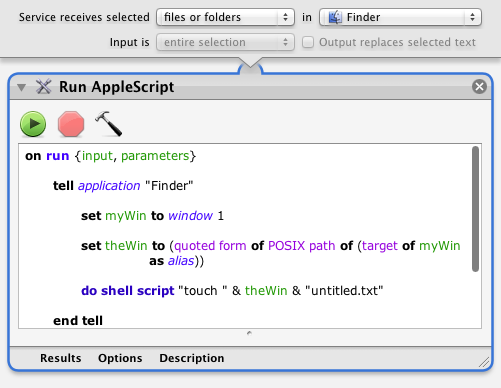 Service receives selected files or folders in Finder
Input is entire selection Output replaces selected text
Run AppleScript
on run {input, parameters}
tell application "Finder"
set myWin to window 1
set theWin to (quoted form of POSIX path of (target of myWin
as alias))
do shell script "touch " & theWin & "untitled.txt"
end tell
Results Options Description